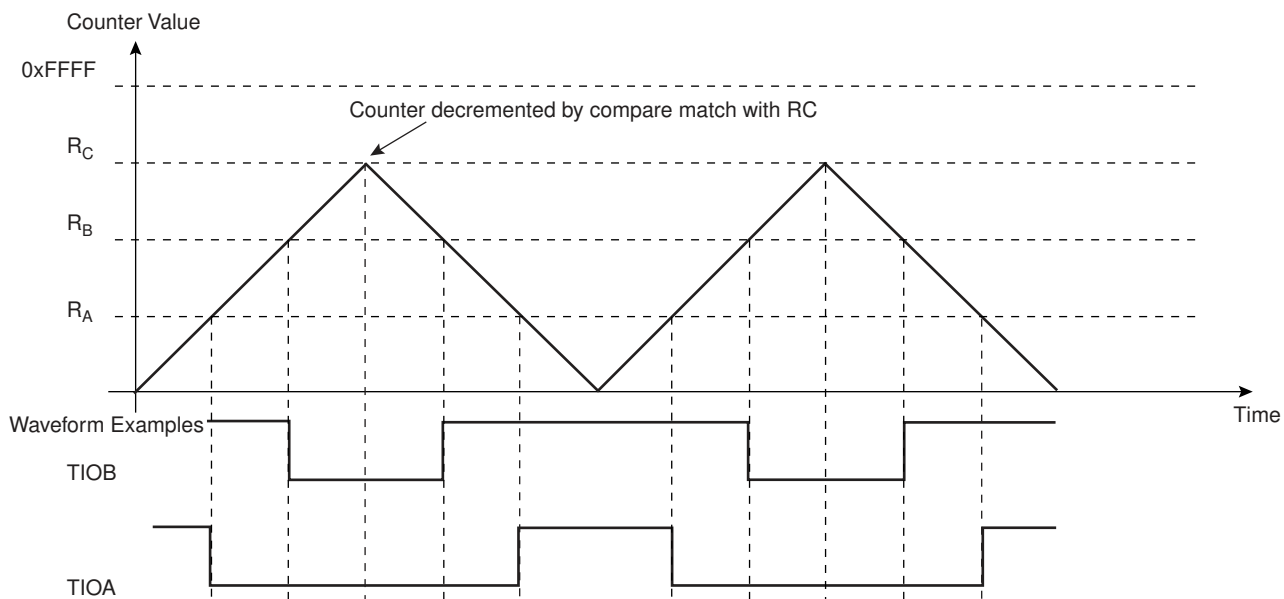 Counter Value
0xFFFF
Counter decremented by compare match with RC
RC
RB
RA
Time
Waveform Examples
TIOB
TIOA